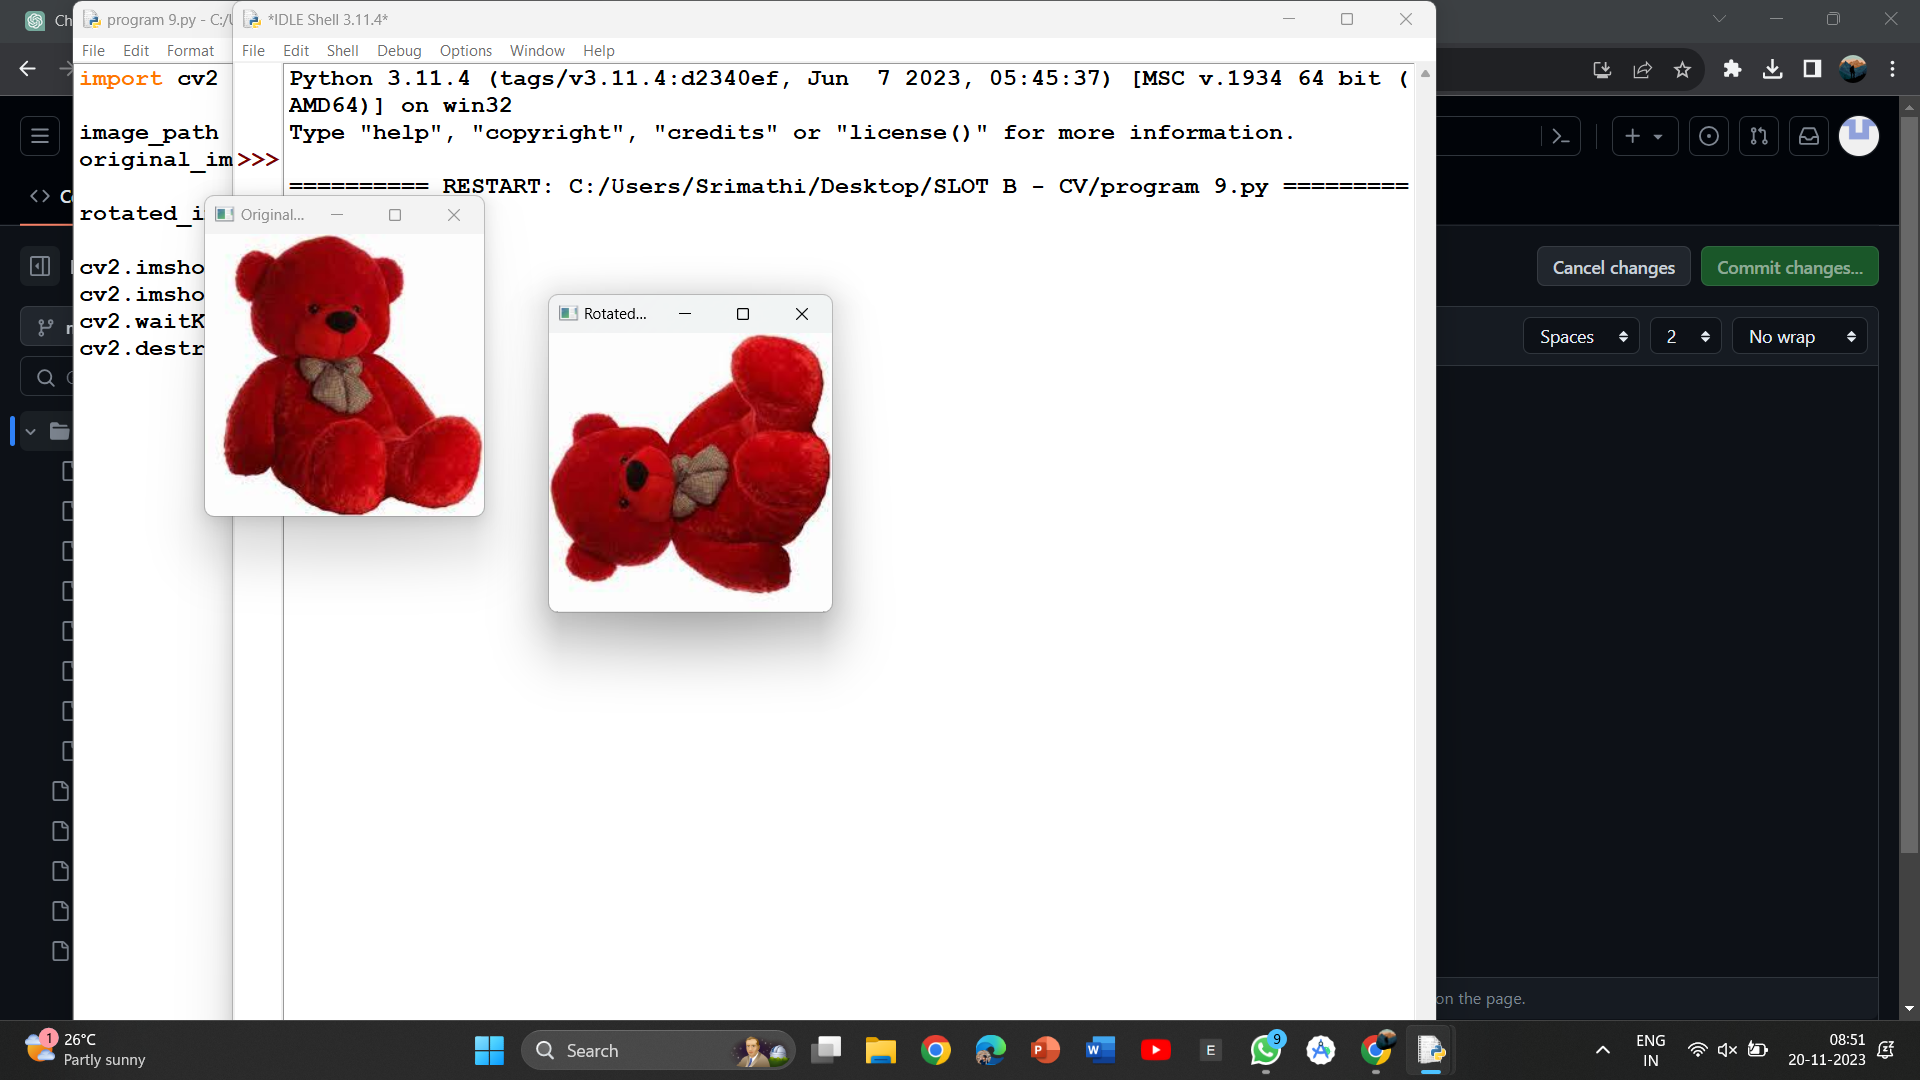 Ch
program 9.py - C:/U
*IDLE Shell 3.11.4*
File Edit Format
File Edit Shell Debug Options Window Help
import cv2
image_path
original_im
rotated_i
cv2.imsho
cv2.imsho
cv2.waitK
cv2.destr
Python 3.11.4 (tags/v3.11.4:d2340ef, Jun  7 2023, 05:45:37) [MSC v.1934 64 bit (
AMD64)] on win32
Type "help", "copyright", "credits" or "license()" for more information.
>>>
========== RESTART: C:/Users/Srimathi/Desktop/SLOT B - CV/program 9.py =========
Original...
Rotated...
Cancel changes
Commit changes...
Spaces
2
No wrap
on the page.
1
26°C
Partly sunny
Search
9
ENG
IN
08:51
20-11-2023